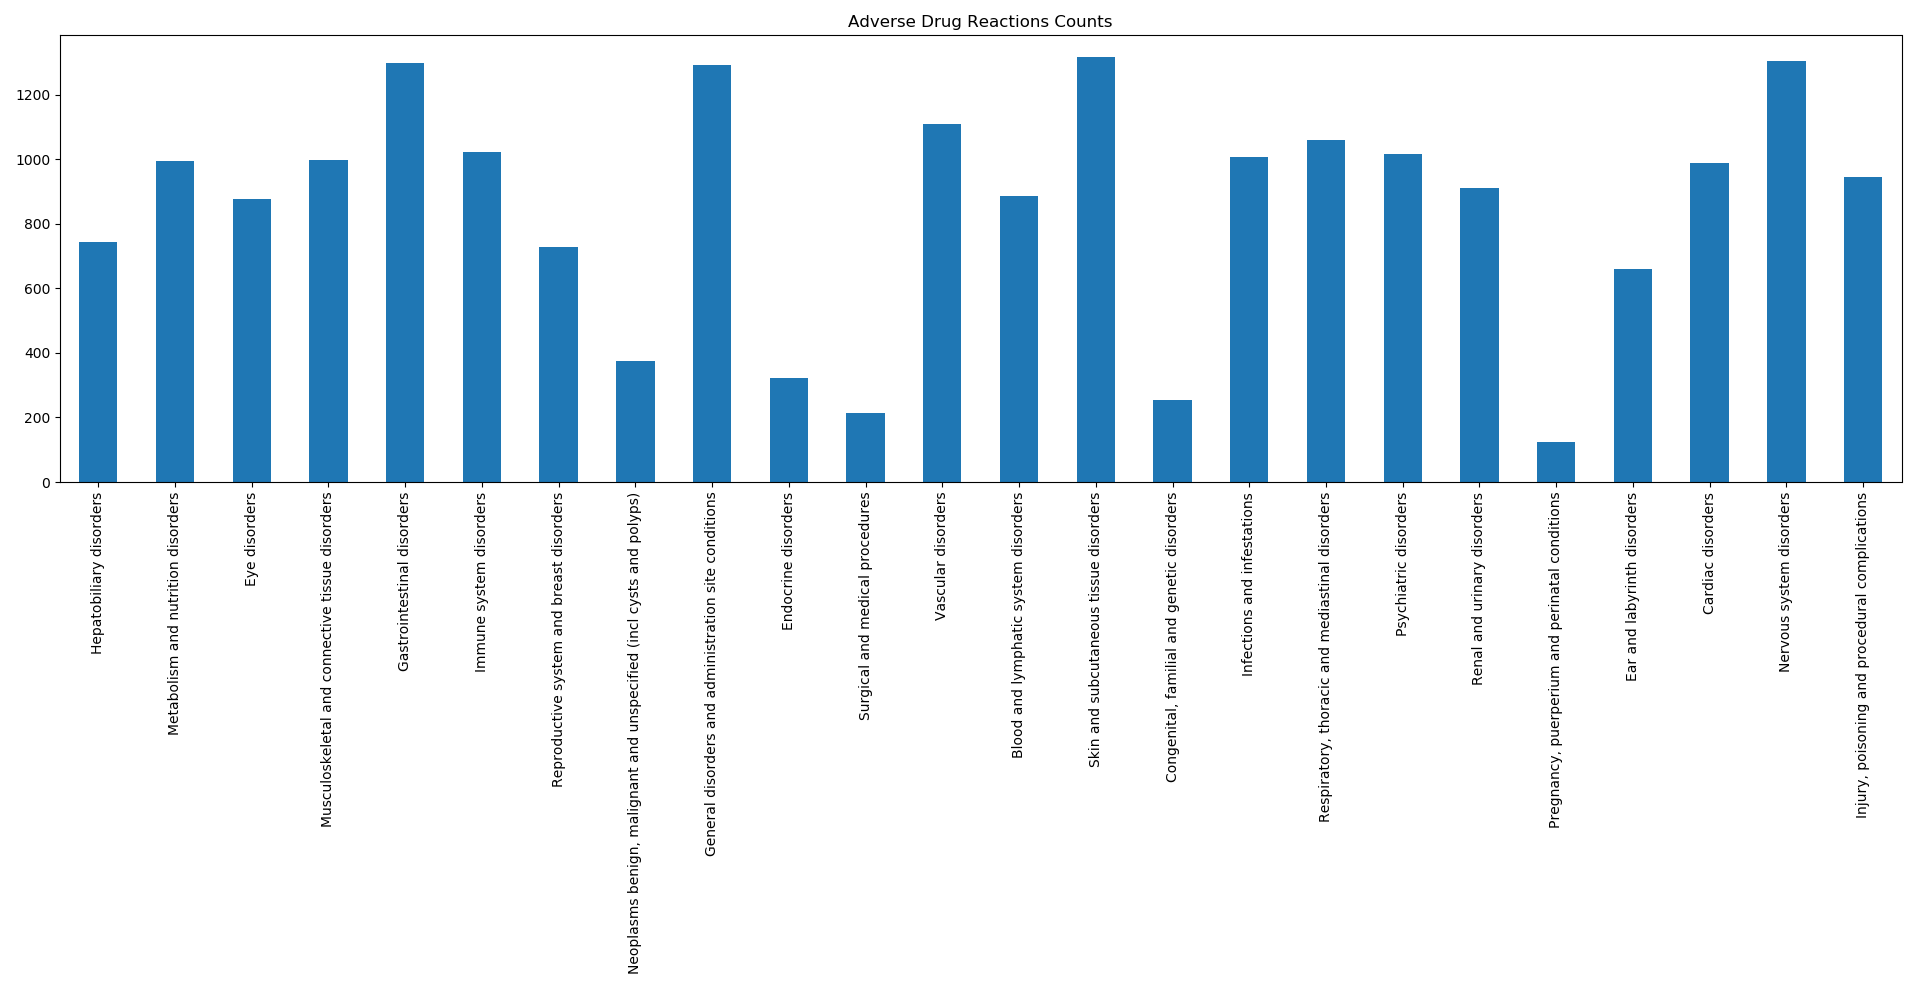 Adverse Drug Reactions Counts
1200
1000
800
600
400
200
0
Hepatobiliary disorders
Metabolism and nutrition disorders
Eye disorders
Musculoskeletal and connective tissue disorders
Gastrointestinal disorders
Immune system disorders
Reproductive system and breast disorders
Neoplasms benign, malignant and unspecified (incl cysts and polyps)
General disorders and administration site conditions
Endocrine disorders
Surgical and medical procedures
Vascular disorders
Blood and lymphatic system disorders
Skin and subcutaneous tissue disorders
Congenital, familial and genetic disorders
Infections and infestations
Respiratory, thoracic and mediastinal disorders
Psychiatric disorders
Renal and urinary disorders
Pregnancy, puerperium and perinatal conditions
Ear and labyrinth disorders
Cardiac disorders
Nervous system disorders
Injury, poisoning and procedural complications